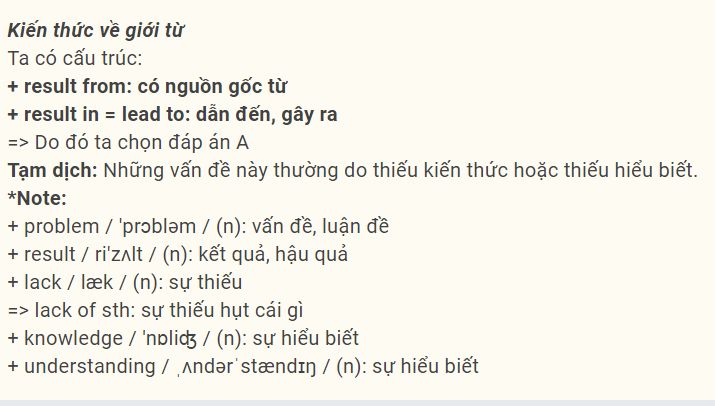 Kiến thức về giới từ
Ta có cấu trúc:
+ result from: có nguồn gốc từ
+ result in = lead to: dẫn đến, gây ra
=> Do đó ta chọn đáp án A
Tạm dịch: Những vấn đề này thường do thiếu kiến thức hoặc thiếu hiểu biết.
*Note:
+ problem / 'prɔbləm / (n): vấn đề, luận đề
+ result / ri'zʌlt / (n): kết quả, hậu quả
+ lack / læk / (n): sự thiếu
=> lack of sth: sự thiếu hụt cái gì
+ knowledge / 'nɒliʤ / (n): sự hiểu biết
+ understanding / ˌʌndərˈstændɪŋ / (n): sự hiểu biết